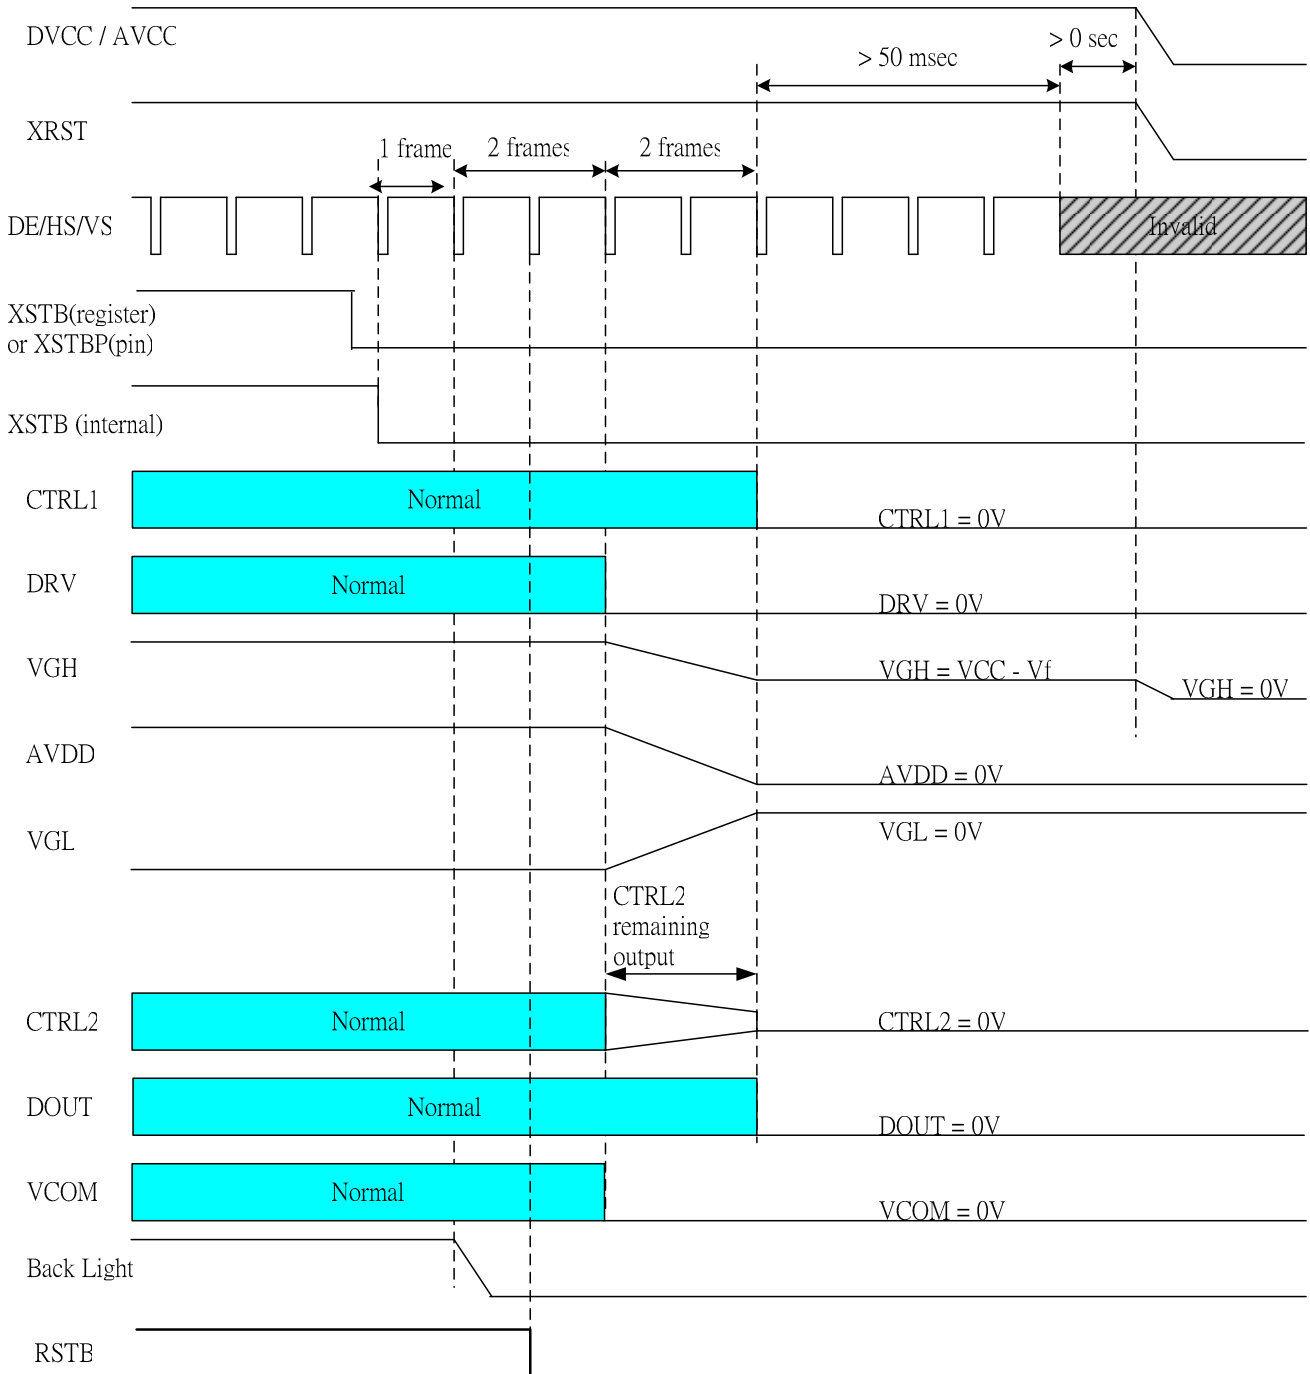 DVCC / AVCC
> 0 sec
> 50 msec
XRST
1 frame
2 frames
2 frames
DE/HS/VS
Invalid
XSTB(register)
or XSTBP(pin)
XSTB (internal)
CTRL1
Normal
CTRL1 = 0V
DRV
Normal
DRV = 0V
VGH
VGH = VCC - Vf
VGH = 0V
AVDD
AVDD = 0V
VGL
VGL = 0V
CTRL2
remaining
output
CTRL2
Normal
CTRL2 = 0V
DOUT
Normal
DOUT = 0V
VCOM
Normal
VCOM = 0V
Back Light
RSTB